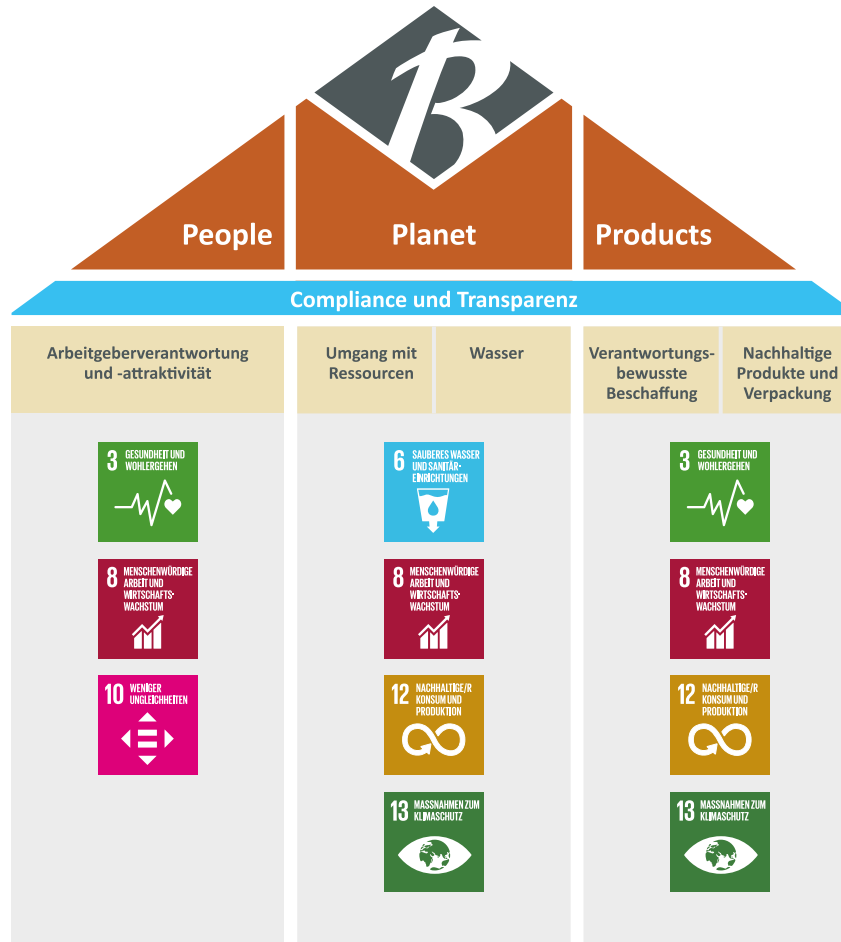 B
People
Planet
Products
Compliance und Transparenz
Arbeitgeberverantwortung
und -attraktivität
Umgang mit
Ressourcen
Wasser
Verantwortungs-
bewusste
Beschaffung
Nachhaltige
Produkte und
Verpackung
3 GESUNDHEIT UND
WOHLERGEHEN
8 MENSCHENWÜRDIGE
ARBEIT UND
WIRTSCHAFTS-
WACHSTUM
10 WENIGER
UNGLEICHHEITEN
6 SAUBERES WASSER
UND SANITÄR-
EINRICHTUNGEN
8 MENSCHENWÜRDIGE
ARBEIT UND
WIRTSCHAFTS-
WACHSTUM
12 NACHHALTIGE/R
KONSUM UND
PRODUKTION
13 MASSNAHMEN ZUM
KLIMASCHUTZ
3 GESUNDHEIT UND
WOHLERGEHEN
8 MENSCHENWÜRDIGE
ARBEIT UND
WIRTSCHAFTS-
WACHSTUM
12 NACHHALTIGE/R
KONSUM UND
PRODUKTION
13 MASSNAHMEN ZUM
KLIMASCHUTZ